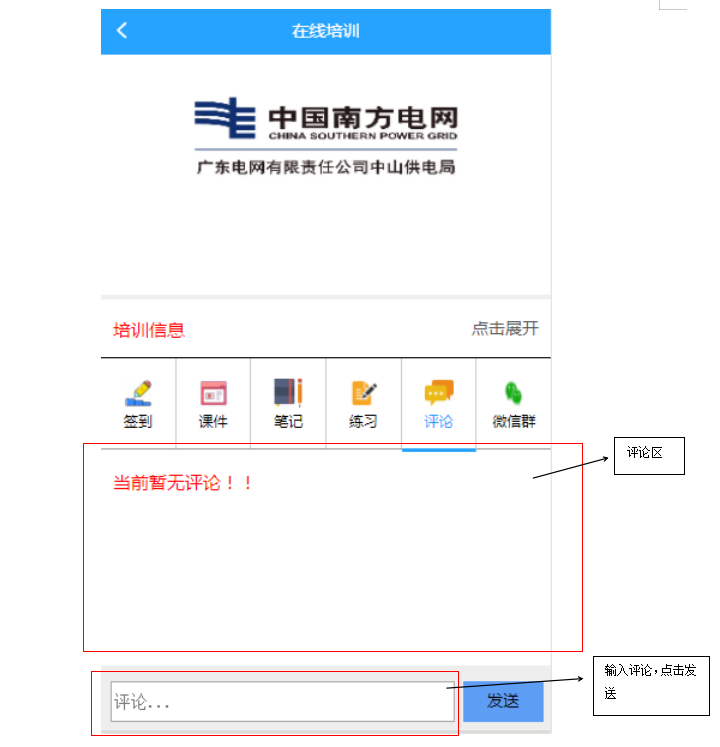 在线培训
中国南方电网
CHINA SOUTHERN POWER GRID
广东电网有限责任公司中山供电局
培训信息 点击展开
签到 课件 笔记 练习 评论 微信群
评论区
当前暂无评论！！
输入评论，点击发
送
评论... 发送